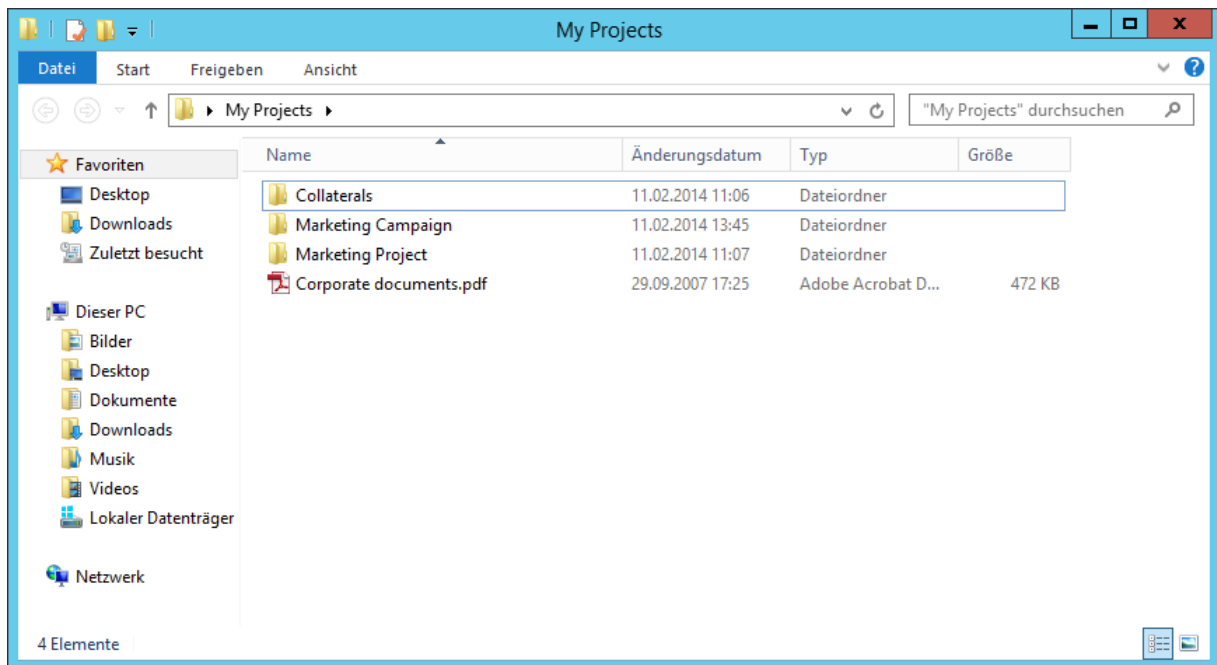 My Projects
Datei Start Freigeben Ansicht
My Projects "My Projects" durchsuchen
Name Änderungsdatum Typ Größe
Favoriten
Desktop
Downloads
Zuletzt besucht
Dieser PC
Bilder
Desktop
Dokumente
Downloads
Musik
Videos
Lokaler Datenträger
Netzwerk
Collaterals 11.02.2014 11:06 Dateiordner
Marketing Campaign 11.02.2014 13:45 Dateiordner
Marketing Project 11.02.2014 11:07 Dateiordner
Corporate documents.pdf 29.09.2007 17:25 Adobe Acrobat D... 472 KB
4 Elemente